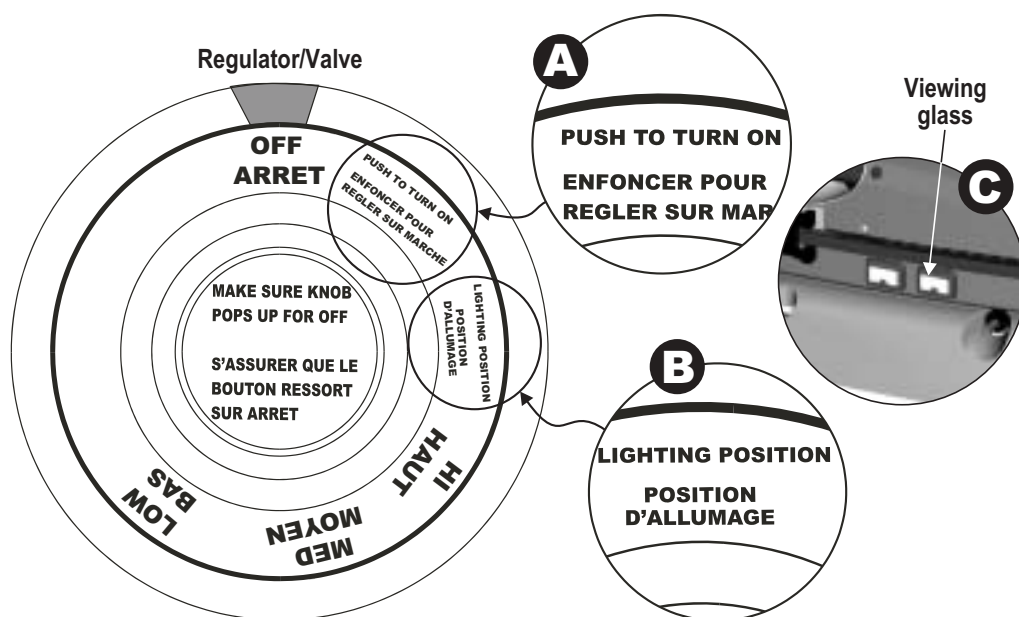 Regulator/Valve
OFF
ARRET
PUSH TO TURN ON
ENFONCER POUR
REGLER SUR MARCHE
LIGHTING POSITION
POSITION
D'ALLUMAGE
HI
HAUT
MED
MOYEN
LOW
BAS
MAKE SURE KNOB
POPS UP FOR OFF
S'ASSURER QUE LE
BOUTON RESSORT
SUR ARRET
A
PUSH TO TURN ON
ENFONCER POUR
REGLER SUR MAR
B
LIGHTING POSITION
POSITION
D'ALLUMAGE
Viewing
glass
C